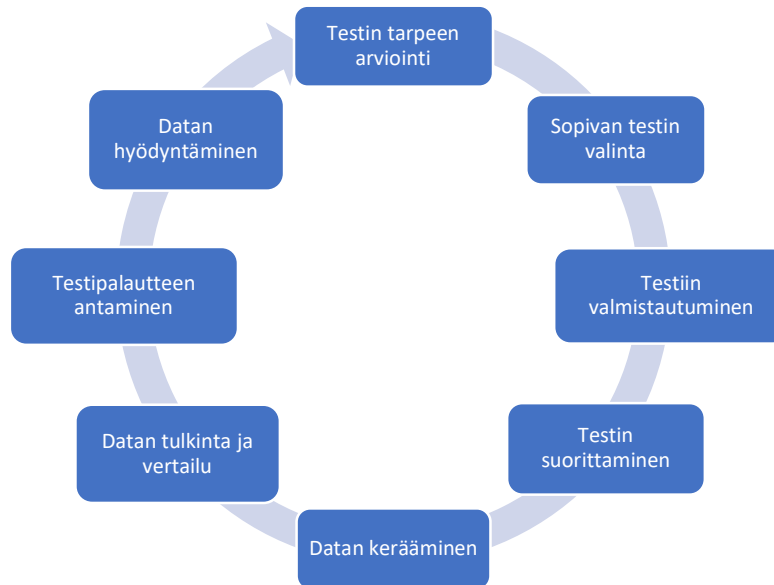 Testin tarpeen
arviointi
Sopivan testin
valinta
Testiin
valmistautuminen
Testin
suorittaminen
Datan kerääminen
Datan tulkinta ja
vertailu
Testipalautteen
antaminen
Datan
hyödyntäminen